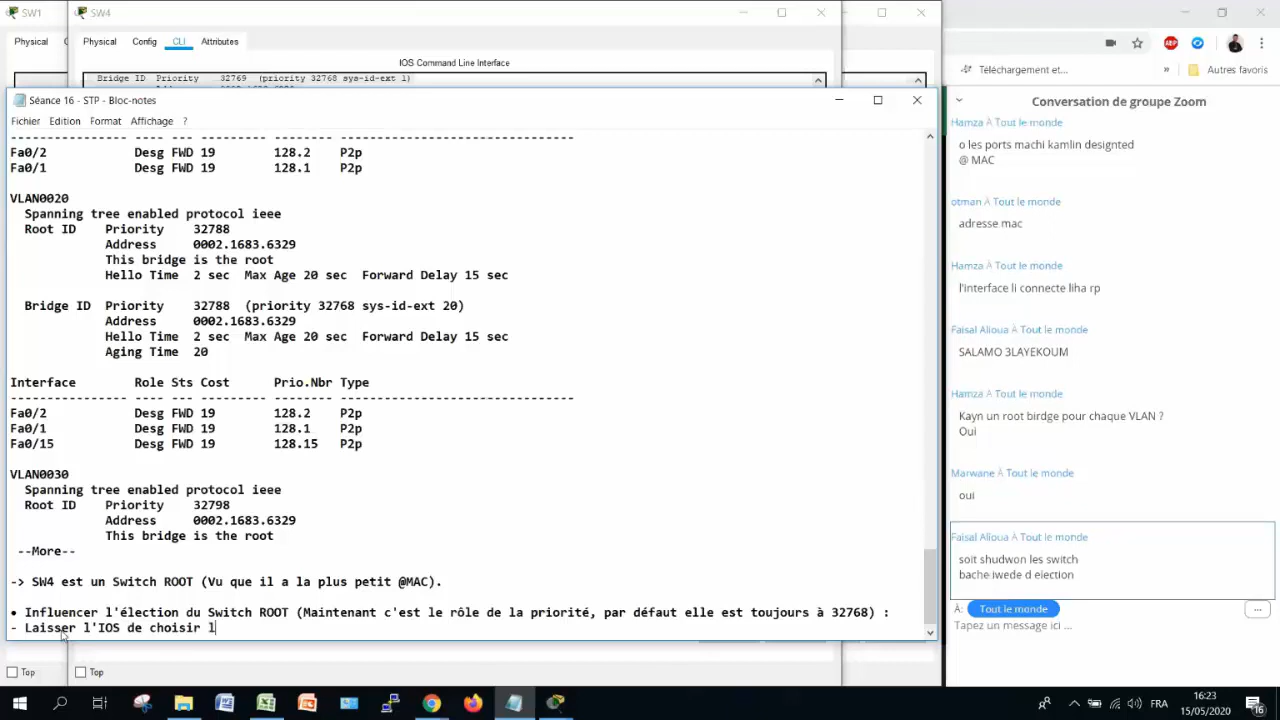 SW1
SW4
Physical
Physical
Config
CLI
Attributes
IOS Command Line Interface
Bridge ID Priority 32769 (priority 32768 sys-id-ext 1)
Séance 16 - STP - Bloc-notes
Fichier Edition Format Affichage ?
---------------- ---- --- --------- -------- --------------------------------
Fa0/2 Desg FWD 19 128.2 P2p
Fa0/1 Desg FWD 19 128.1 P2p
VLAN0020
Spanning tree enabled protocol ieee
Root ID Priority 32788
Address 0002.1683.6329
This bridge is the root
Hello Time 2 sec Max Age 20 sec Forward Delay 15 sec
Bridge ID Priority 32788 (priority 32768 sys-id-ext 20)
Address 0002.1683.6329
Hello Time 2 sec Max Age 20 sec Forward Delay 15 sec
Aging Time 20
Interface Role Sts Cost Prio.Nbr Type
---------------- ---- --- --------- -------- --------------------------------
Fa0/2 Desg FWD 19 128.2 P2p
Fa0/1 Desg FWD 19 128.1 P2p
Fa0/15 Desg FWD 19 128.15 P2p
VLAN0030
Spanning tree enabled protocol ieee
Root ID Priority 32798
Address 0002.1683.6329
This bridge is the root
--More--
-> SW4 est un Switch ROOT (Vu que il a la plus petit @MAC).
• Influencer l'élection du Switch ROOT (Maintenant c'est le rôle de la priorité, par défaut elle est toujours à 32768) :
- Laisser l'IOS de choisir l
Top
Top
Téléchargement et...
»
Autres favoris
Conversation de groupe Zoom
Hamza À Tout le monde
o les ports machi kamlin designted
@ MAC
otman À Tout le monde
adresse mac
Hamza À Tout le monde
l'interface li connecte liha rp
Faisal Alioua À Tout le monde
SALAMO 3LAYEKOUM
Hamza À Tout le monde
Kayn un root birdge pour chaque VLAN ?
Oui
Marwane À Tout le monde
oui
Faisal Alioua À Tout le monde
soit shudwon les switch
bache iwede d eiection
À: Tout le monde
...
Tapez un message ici ...
FRA
16:23
15/05/2020
16